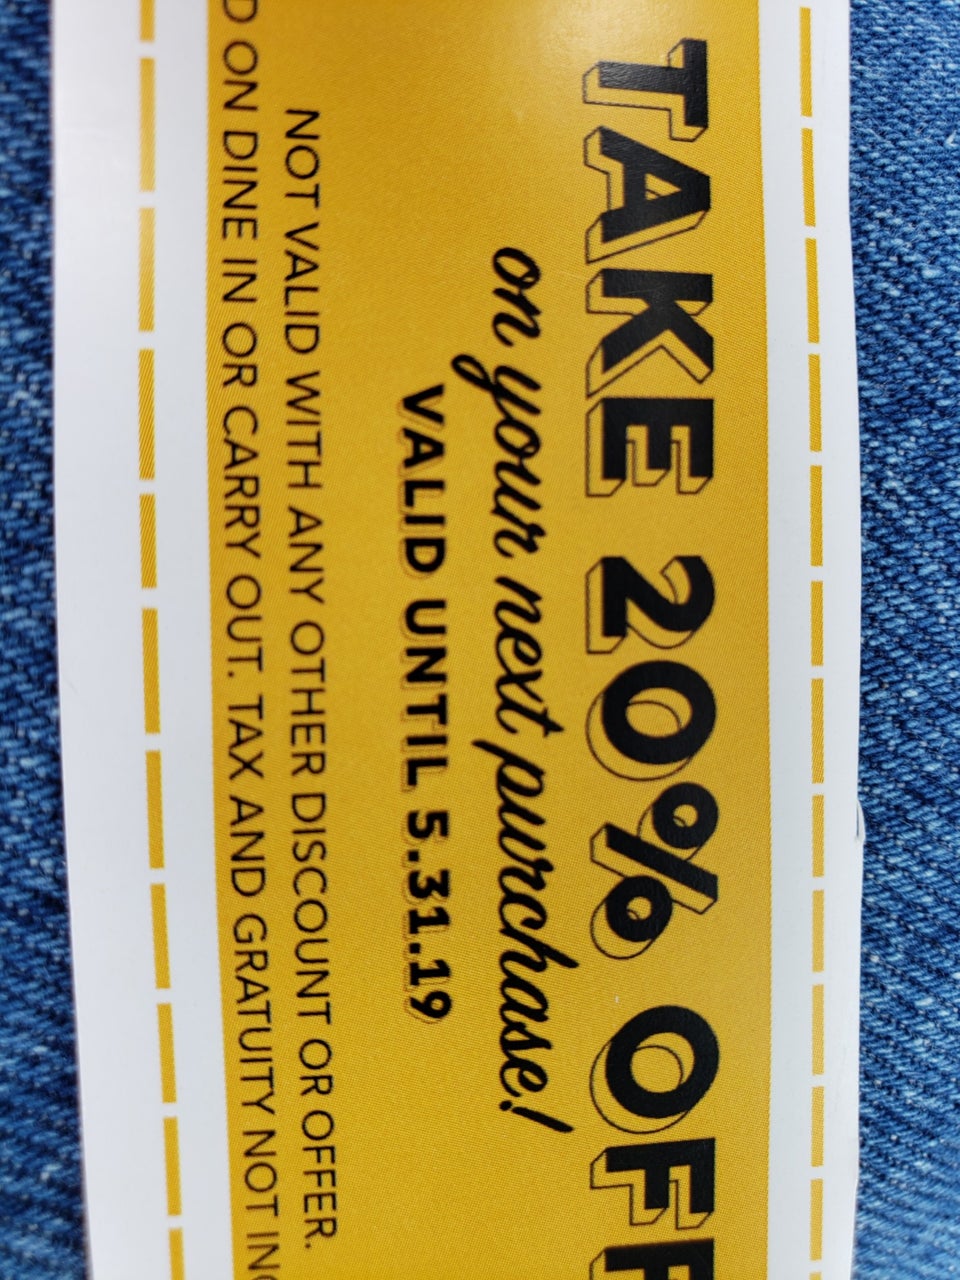 TAKE 20% OFF
on your next purchase!
VALID UNTIL 5.31.19
NOT VALID WITH ANY OTHER DISCOUNT OR OFFER.
ON DINE IN OR CARRY OUT. TAX AND GRATUITY NOT